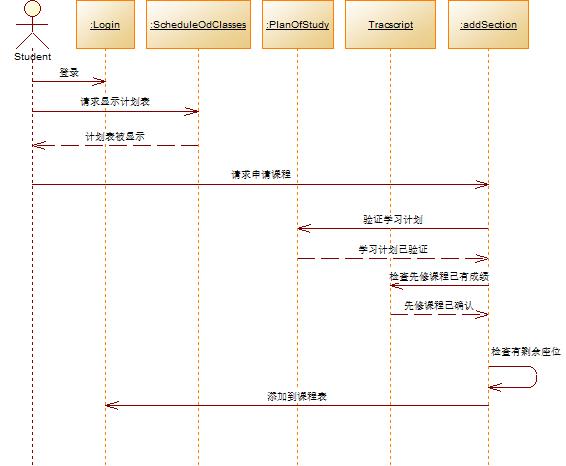 :Login
:ScheduleOdClasses
:PlanOfStudy
Tracscript
:addSection
Student
登录
请求显示计划表
计划表被显示
请求申请课程
验证学习计划
学习计划已验证
检查先修课程已有成绩
先修课程已确认
检查有剩余座位
添加到课程表